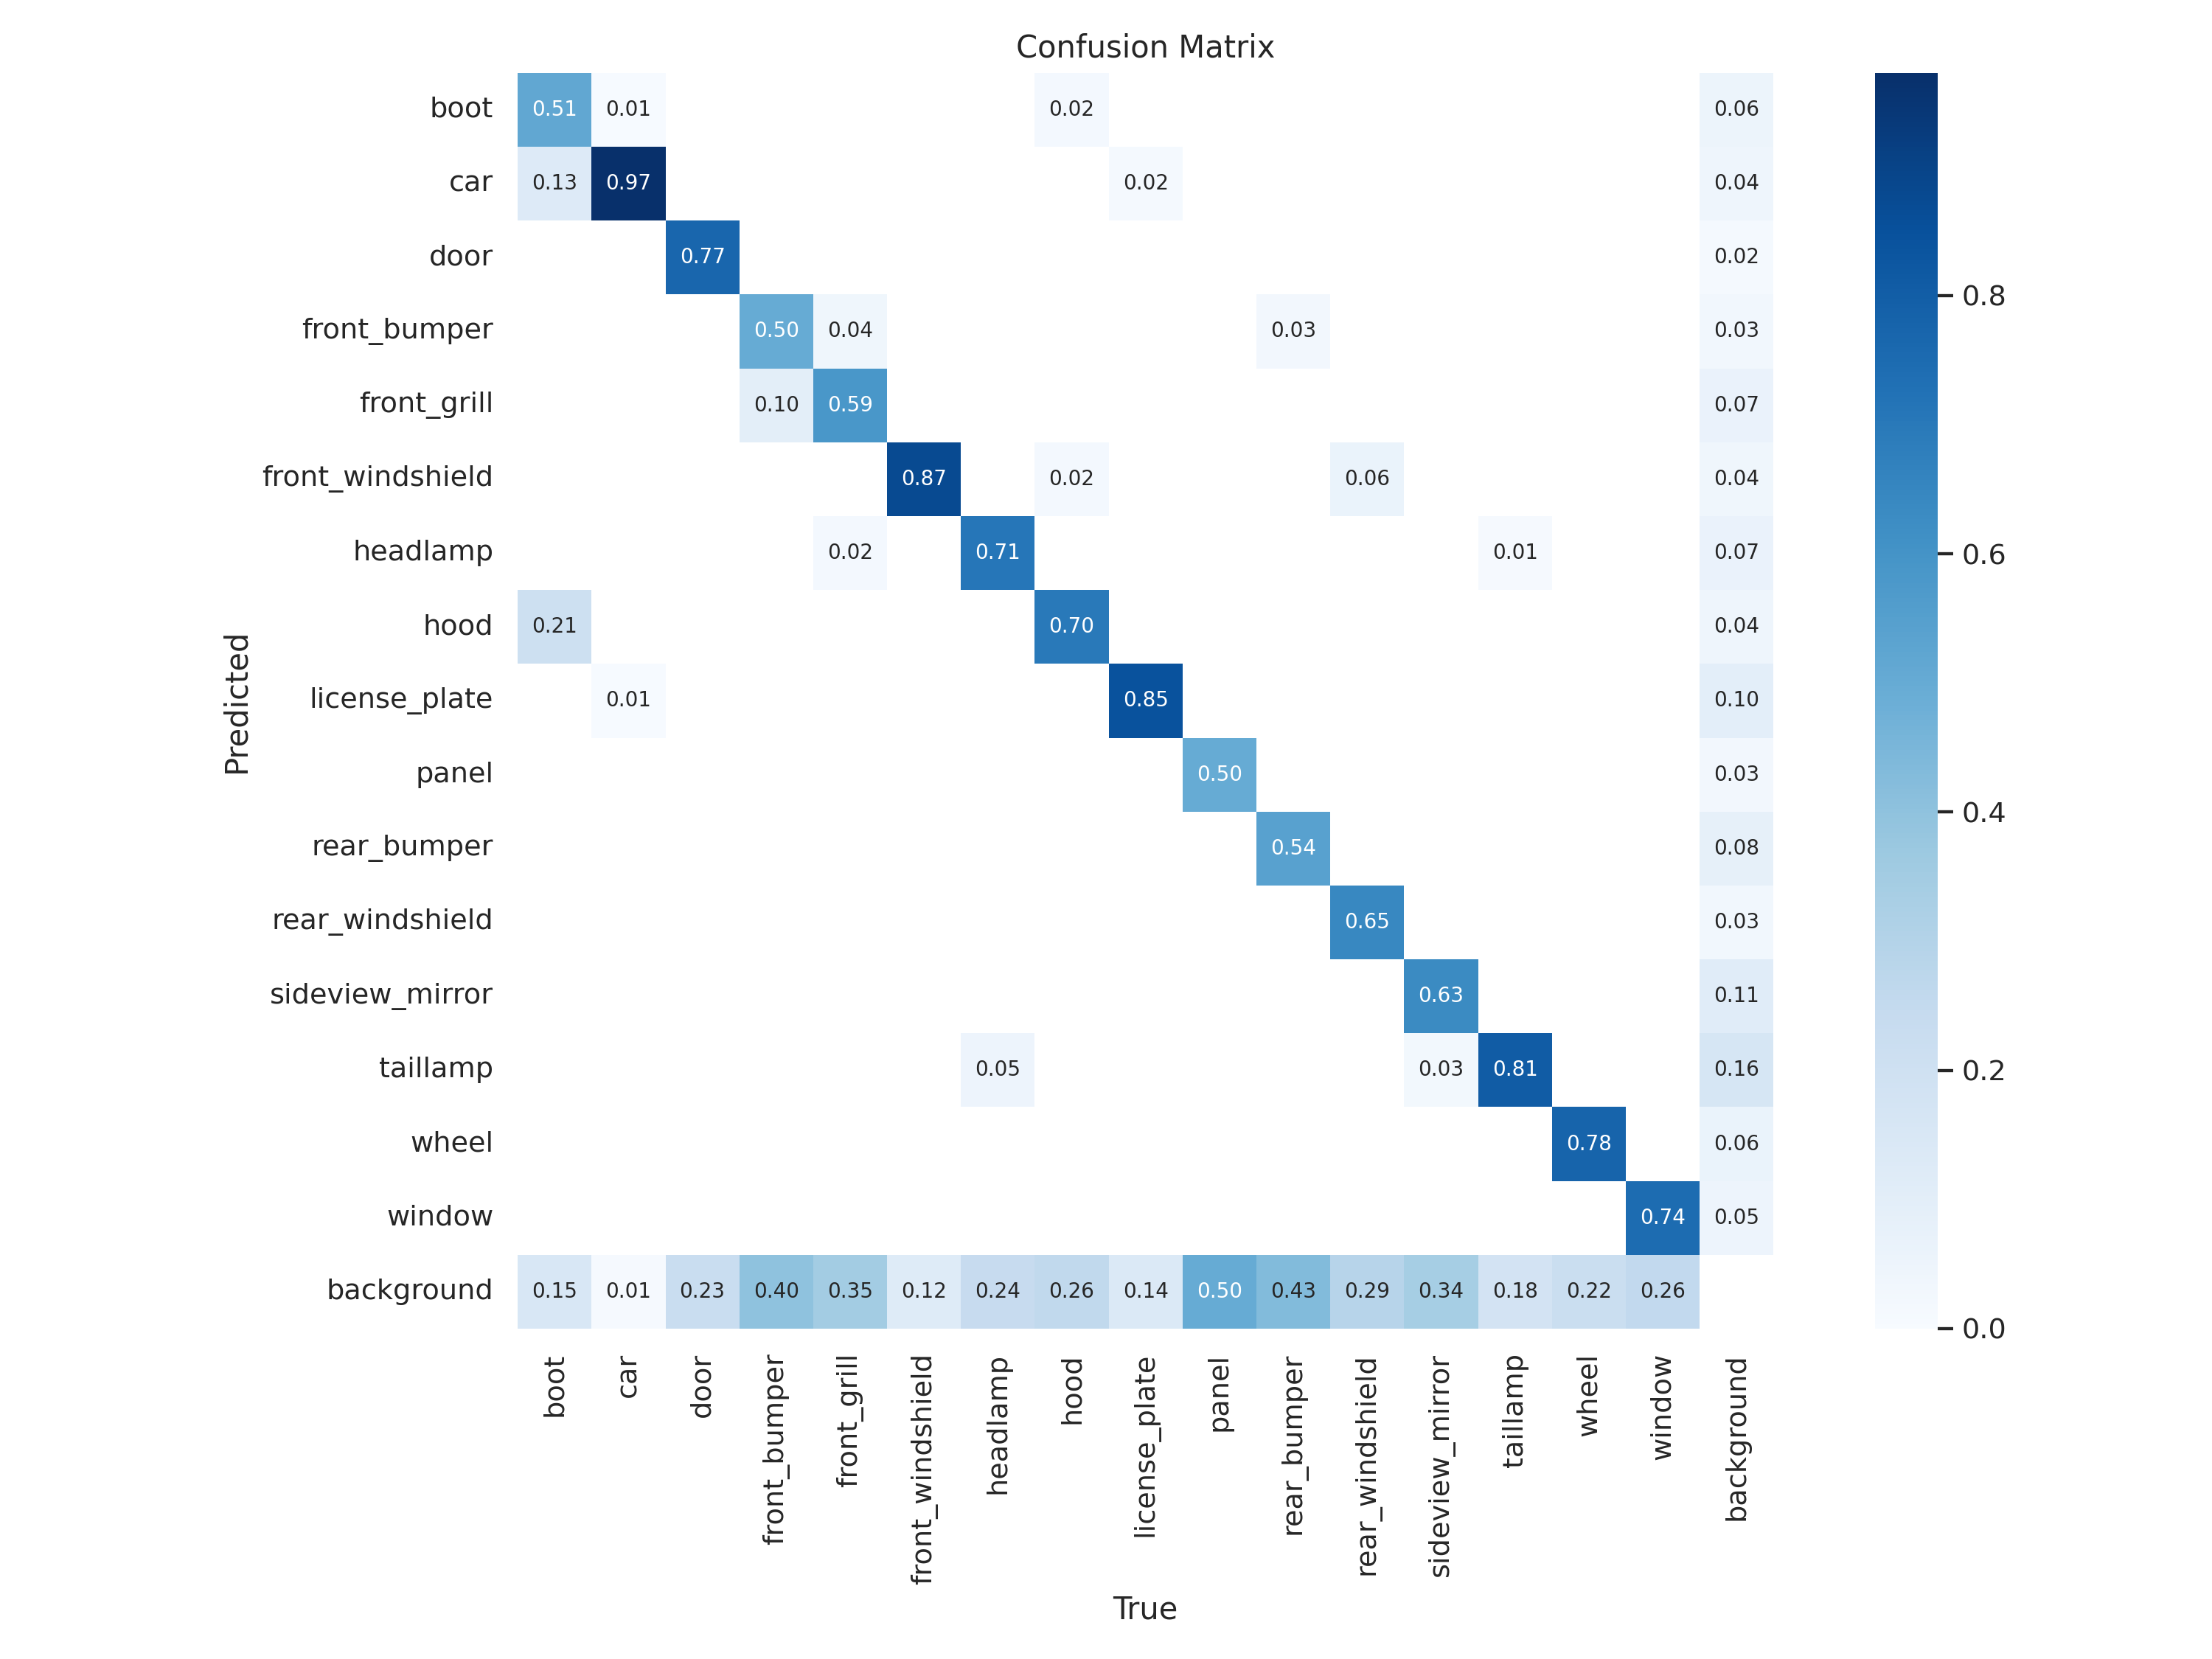 Confusion Matrix
boot 0.51 0.01 0.02 0.06
car 0.13 0.97 0.02 0.04
door 0.77 0.02
front_bumper 0.50 0.04 0.03 0.03
front_grill 0.10 0.59 0.07
front_windshield 0.87 0.02 0.06 0.04
headlamp 0.02 0.71 0.01 0.07
hood 0.21 0.70 0.04
license_plate 0.01 0.85 0.10
panel 0.50 0.03
rear_bumper 0.54 0.08
rear_windshield 0.65 0.03
sideview_mirror 0.63 0.11
taillamp 0.05 0.03 0.81 0.16
wheel 0.78 0.06
window 0.74 0.05
background 0.15 0.01 0.23 0.40 0.35 0.12 0.24 0.26 0.14 0.50 0.43 0.29 0.34 0.18 0.22 0.26
Predicted
boot
car
door
front_bumper
front_grill
front_windshield
headlamp
hood
license_plate
panel
rear_bumper
rear_windshield
sideview_mirror
taillamp
wheel
window
background
True
0.8
0.6
0.4
0.2
0.0